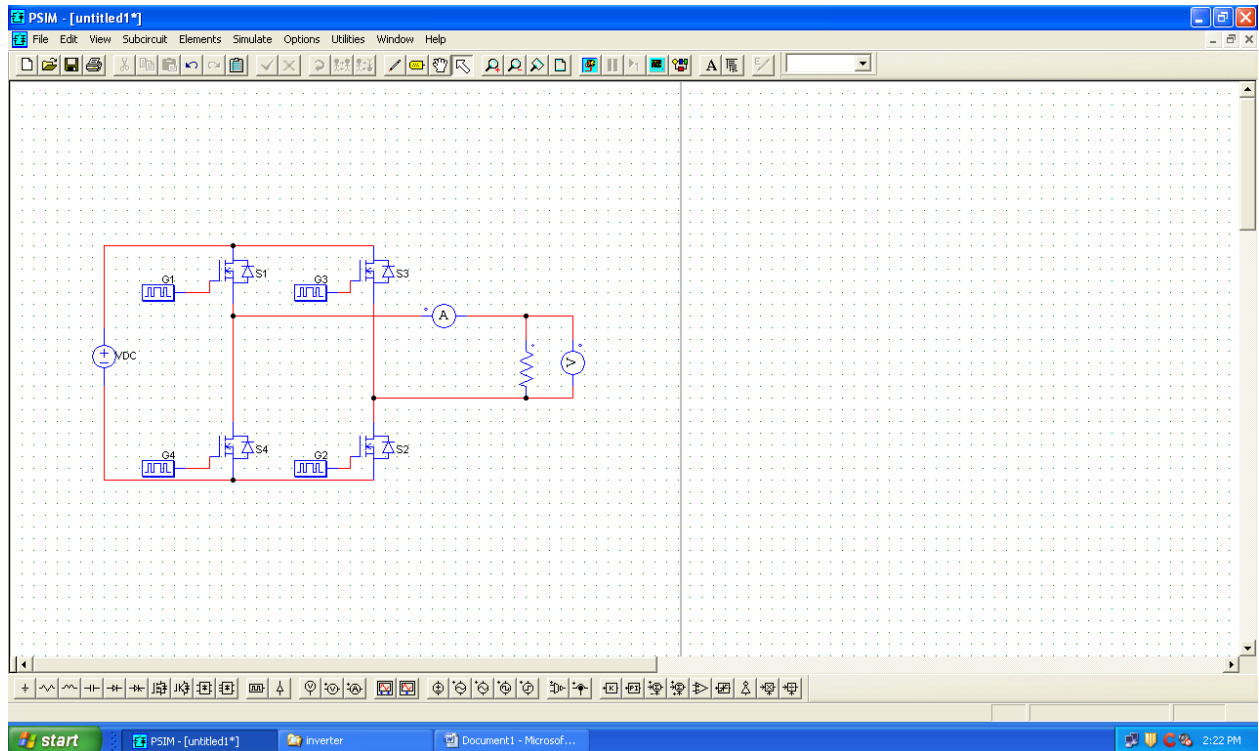 PSIM - [untitled1*]
File Edit View Subcircuit Elements Simulate Options Utilities Window Help
G1
S1
G3
S3
A
VDC
V
G4
S4
G2
S2
start
PSIM - [untitled1*]
inverter
Document1 - Microsof...
2:22 PM